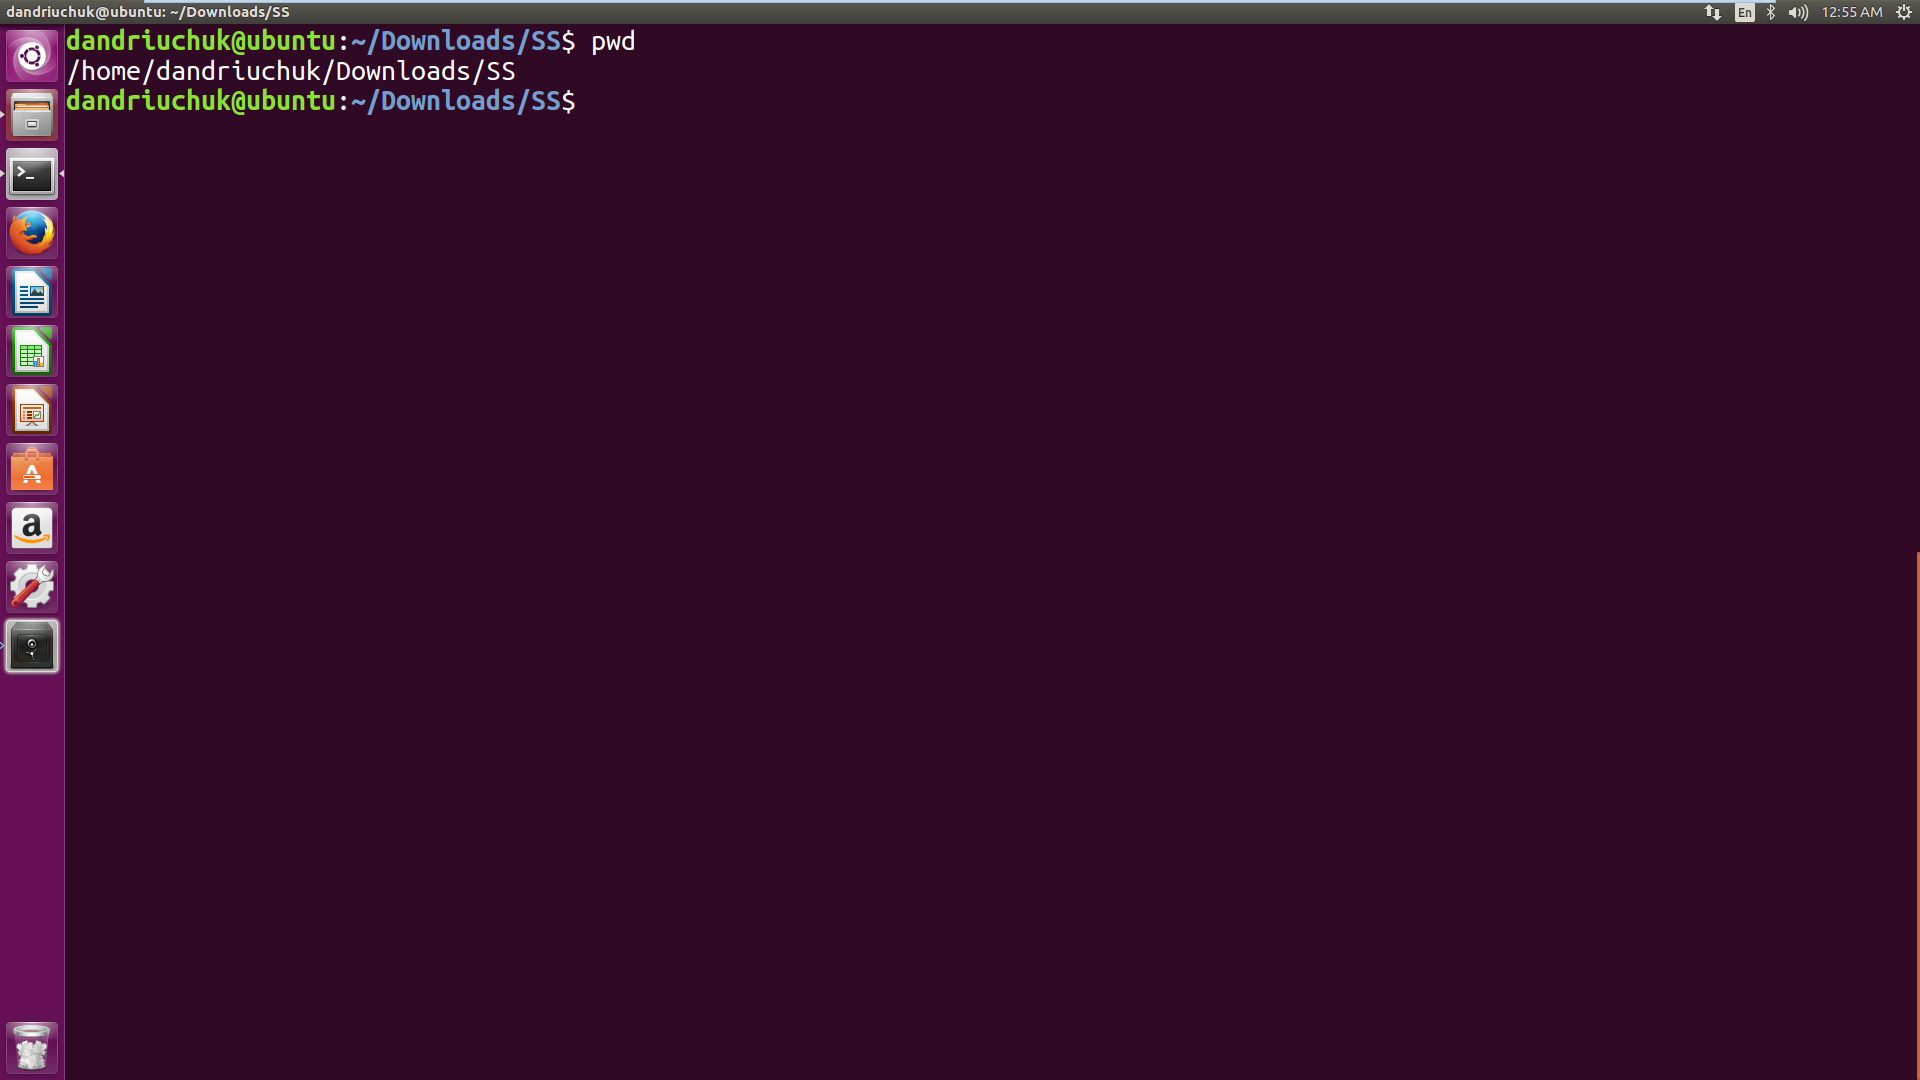 dandriuchuk@ubuntu: ~/Downloads/SS
En
12:55 AM
dandriuchuk@ubuntu:~/Downloads/SS$ pwd
/home/dandriuchuk/Downloads/SS
dandriuchuk@ubuntu:~/Downloads/SS$